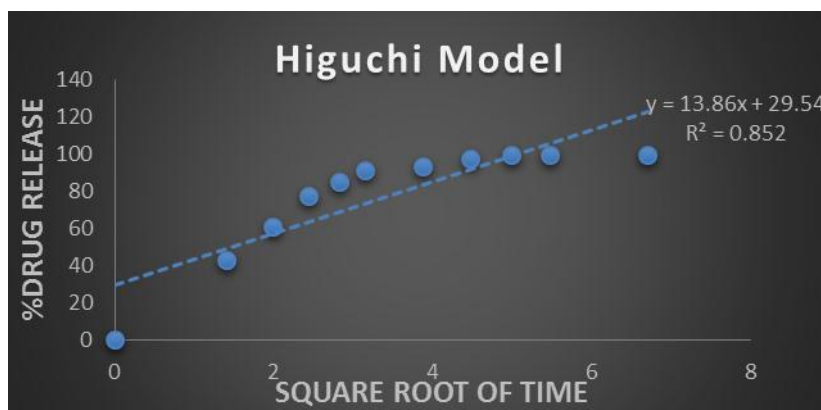 Higuchi Model
140
120
100
80
60
40
20
0
%DRUG RELEASE
y = 13.86x + 29.54
R² = 0.852
0 2 4 6 8
SQUARE ROOT OF TIME